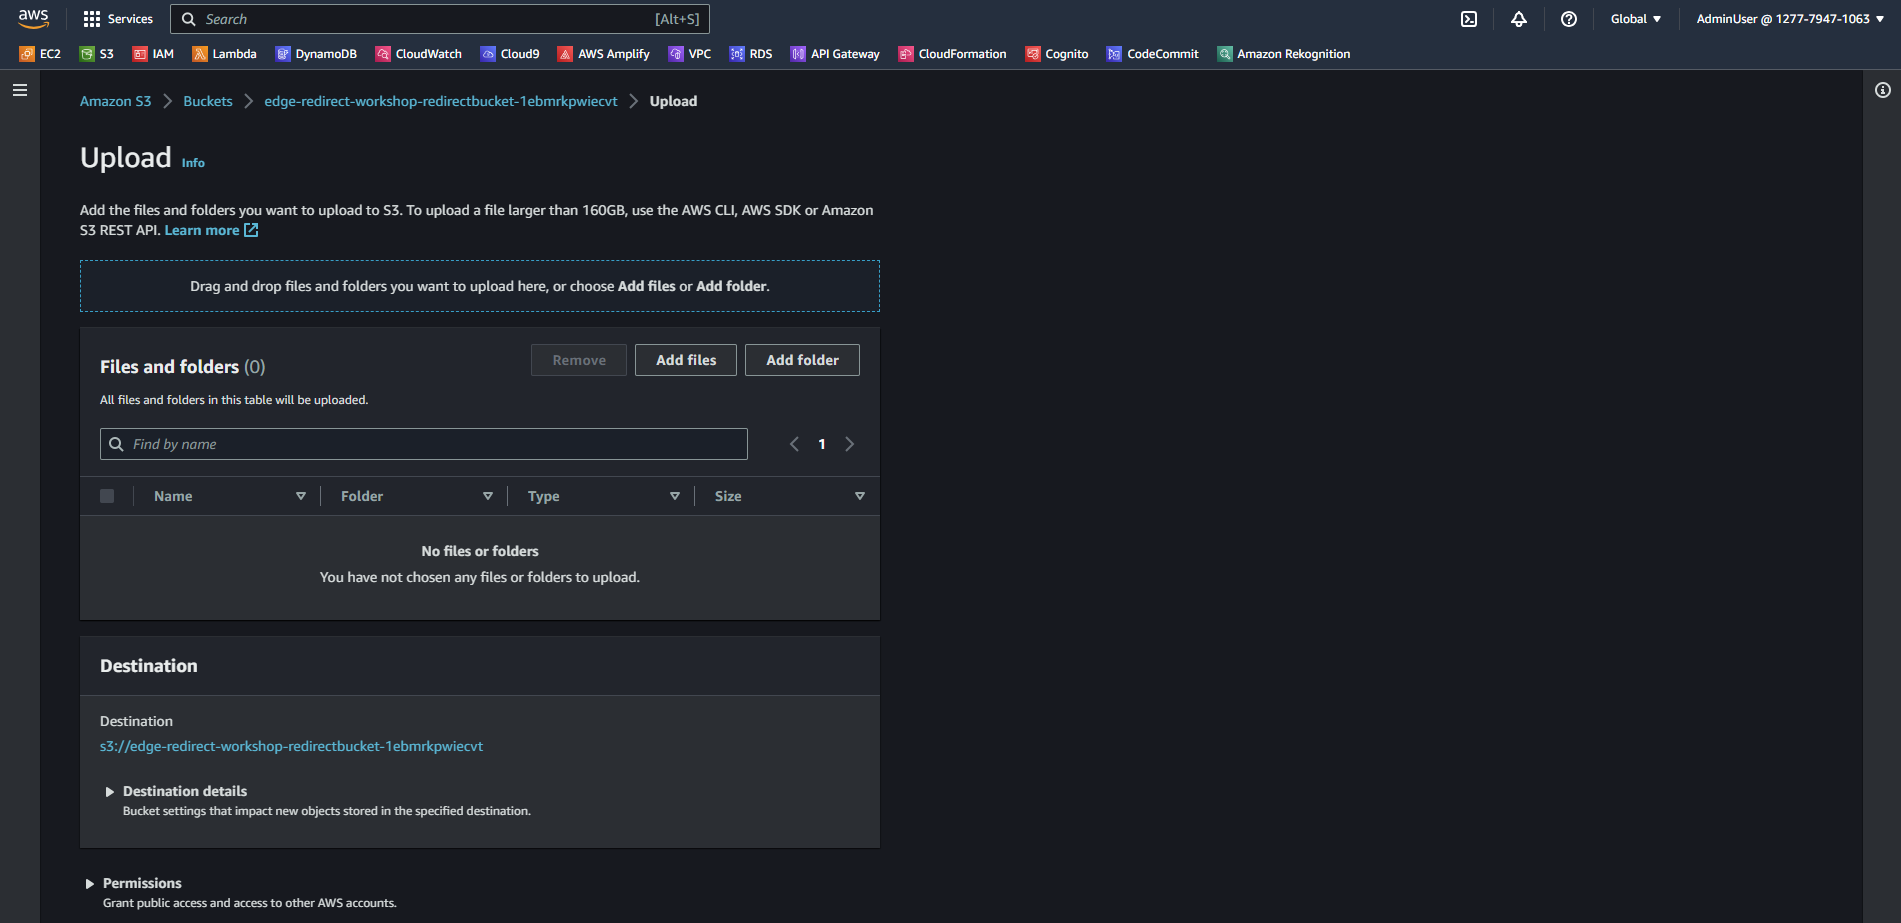 aws Services Search [Alt+S] Global AdminUser @ 1277-7947-1063
EC2 S3 IAM Lambda DynamoDB CloudWatch Cloud9 AWS Amplify VPC RDS API Gateway CloudFormation Cognito CodeCommit Amazon Rekognition
Amazon S3 Buckets edge-redirect-workshop-redirectbucket-1ebmrkpwiecvt Upload
Upload Info
Add the files and folders you want to upload to S3. To upload a file larger than 160GB, use the AWS CLI, AWS SDK or Amazon
S3 REST API. Learn more
Drag and drop files and folders you want to upload here, or choose Add files or Add folder.
Files and folders (0) Remove Add files Add folder
All files and folders in this table will be uploaded.
Find by name 1
Name Folder Type Size
No files or folders
You have not chosen any files or folders to upload.
Destination
Destination
s3://edge-redirect-workshop-redirectbucket-1ebmrkpwiecvt
Destination details
Bucket settings that impact new objects stored in the specified destination.
Permissions
Grant public access and access to other AWS accounts.